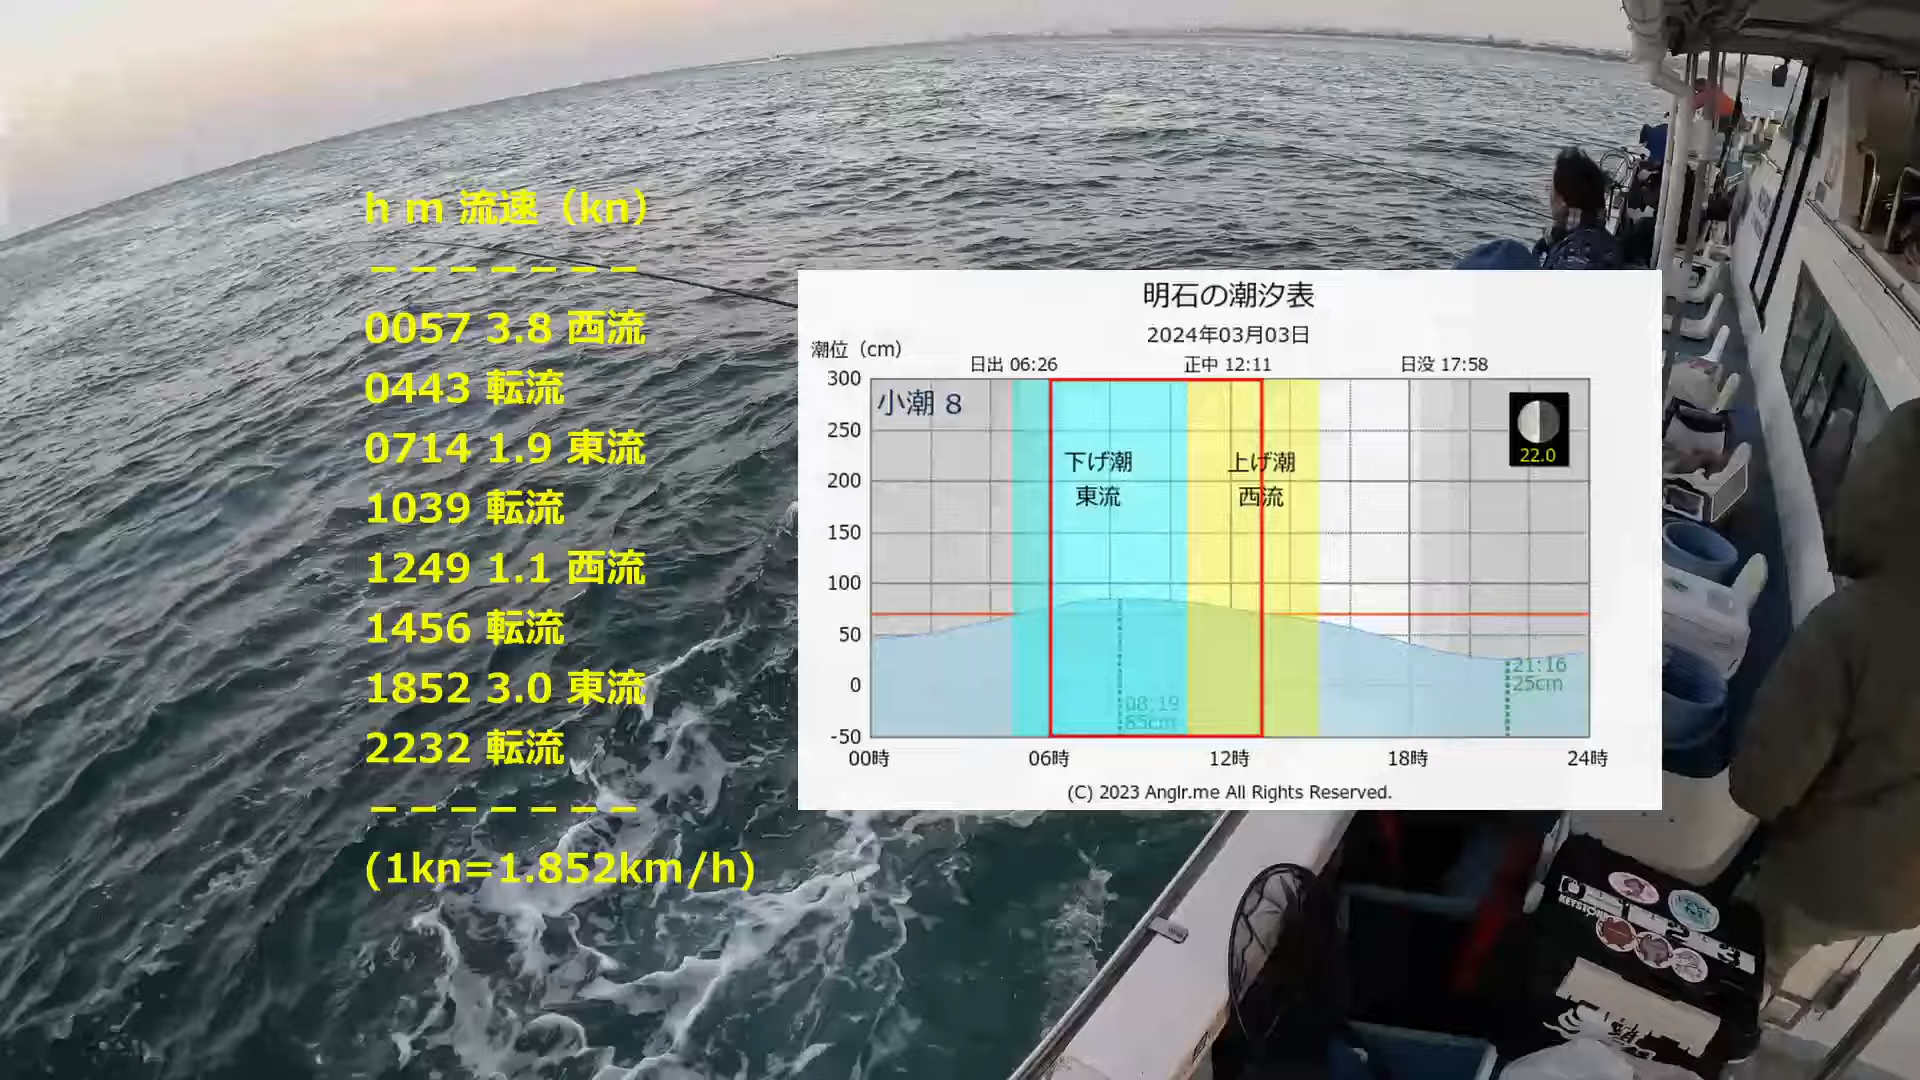 h m 流速（kn）
－－－－－－－
0057 3.8 西流
0443 転流
0714 1.9 東流
1039 転流
1249 1.1 西流
1456 転流
1852 3.0 東流
2232 転流
－－－－－－－
(1kn=1.852km/h)
明石の潮汐表
2024年03月03日
潮位（cm）
日出 06:26 正中 12:11 日没 17:58
300
小潮 8
250
22.0
下げ潮 上げ潮
200
東流 西流
150
100
50
21:16
25cm
0
08:19
85cm
-50
00時 06時 12時 18時 24時
(C) 2023 Anglr.me All Rights Reserved.
KEYSTON